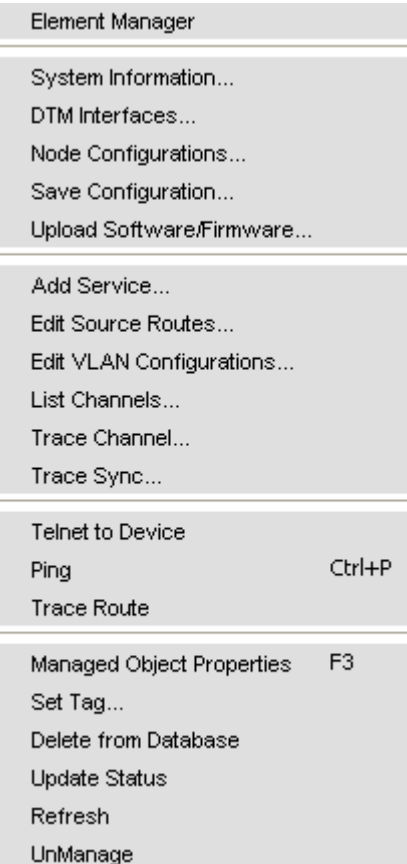 Element Manager
System Information...
DTM Interfaces...
Node Configurations...
Save Configuration...
Upload Software/Firmware...
Add Service...
Edit Source Routes...
Edit VLAN Configurations...
List Channels...
Trace Channel...
Trace Sync...
Telnet to Device
Ping Ctrl+P
Trace Route
Managed Object Properties F3
Set Tag...
Delete from Database
Update Status
Refresh
UnManage